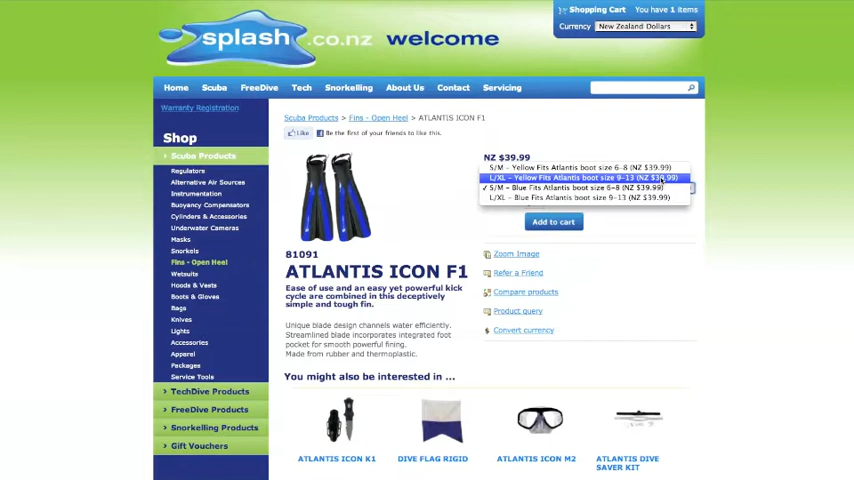 Shopping Cart You have 1 items
Currency New Zealand Dollars
splash.co.nz welcome
Home Scuba FreeDive Tech Snorkelling About Us Contact Servicing
Warranty Registration
Scuba Products > Fins - Open Heel > ATLANTIS ICON F1
Like Be the first of your friends to like this.
Shop
Scuba Products
Regulators
Alternative Air Sources
Instrumentation
Buoyancy Compensators
Cylinders & Accessories
Underwater Cameras
Masks
Snorkels
Fins - Open Heel
Wetsuits
Hoods & Vests
Boots & Gloves
Bags
Knives
Lights
Accessories
Apparel
Packages
Service Tools
TechDive Products
FreeDive Products
Snorkelling Products
Gift Vouchers
NZ $39.99
S/M - Yellow Fits Atlantis boot size 6-8 (NZ $39.99)
L/XL - Yellow Fits Atlantis boot size 9-13 (NZ $39.99)
✓ S/M - Blue Fits Atlantis boot size 6-8 (NZ $39.99)
L/XL - Blue Fits Atlantis boot size 9-13 (NZ $39.99)
Add to cart
Zoom Image
Refer a Friend
Compare products
Product query
$ Convert currency
81091
ATLANTIS ICON F1
Ease of use and an easy yet powerful kick
cycle are combined in this deceptively
simple and tough fin.
Unique blade design channels water efficiently.
Streamlined blade incorporates integrated foot
pocket for smooth powerful fining.
Made from rubber and thermoplastic.
You might also be interested in ...
ATLANTIS ICON K1
DIVE FLAG RIGID
ATLANTIS ICON M2
ATLANTIS DIVE
SAVER KIT